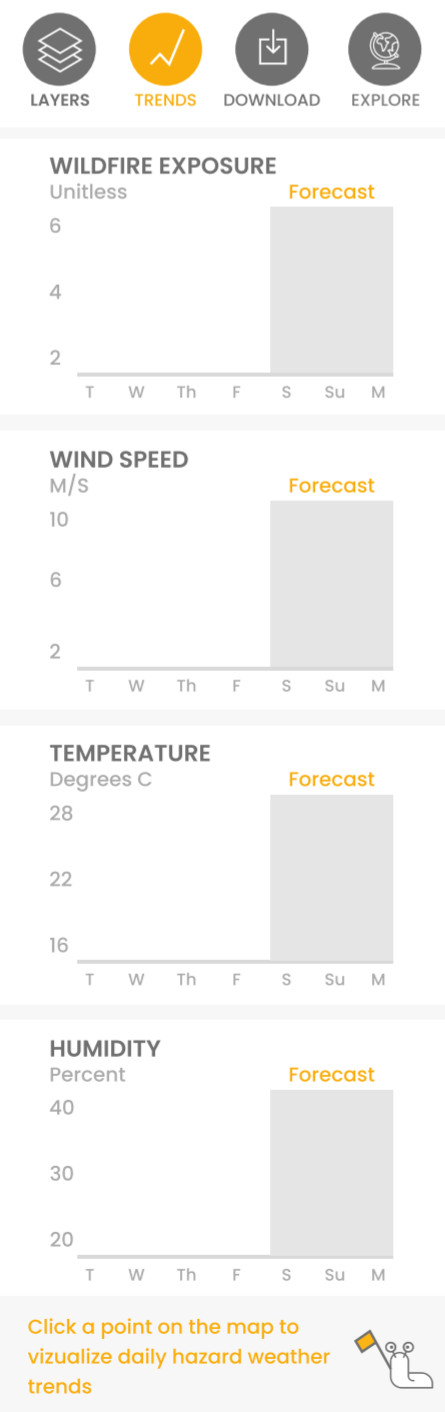 LAYERS TRENDS DOWNLOAD EXPLORE
WILDFIRE EXPOSURE
Unitless Forecast
6
4
2
T W Th F S Su M
WIND SPEED
M/S Forecast
10
6
2
T W Th F S Su M
TEMPERATURE
Degrees C Forecast
28
22
16
T W Th F S Su M
HUMIDITY
Percent Forecast
40
30
20
T W Th F S Su M
Click a point on the map to
vizualize daily hazard weather
trends